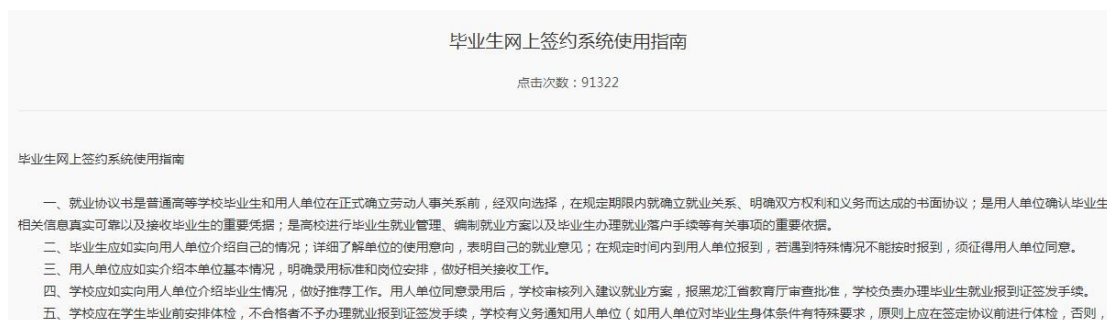 毕业生网上签约系统使用指南
点击次数：91322
毕业生网上签约系统使用指南
一、就业协议书是普通高等学校毕业生和用人单位在正式确立劳动人事关系前，经双向选择，在规定期限内就确立就业关系、明确双方权利和义务而达成的书面协议；是用人单位确认毕业生
相关信息真实可靠以及接收毕业生的重要凭据；是高校进行毕业生就业管理、编制就业方案以及毕业生办理就业落户手续等有关事项的重要依据。
二、毕业生应如实向用人单位介绍自己的情况；详细了解单位的使用意向，表明自己的就业意见；在规定时间内到用人单位报到，若遇到特殊情况不能按时报到，须征得用人单位同意。
三、用人单位应如实介绍本单位基本情况，明确录用标准和岗位安排，做好相关接收工作。
四、学校应如实向用人单位介绍毕业生情况，做好推荐工作。用人单位同意录用后，学校审核列入建议就业方案，报黑龙江省教育厅审查批准，学校负责办理毕业生就业报到证签发手续。
五、学校应在学生毕业前安排体检，不合格者不予办理就业报到证签发手续，学校有义务通知用人单位（如用人单位对毕业生身体条件有特殊要求，原则上应在签定协议前进行体检，否则，